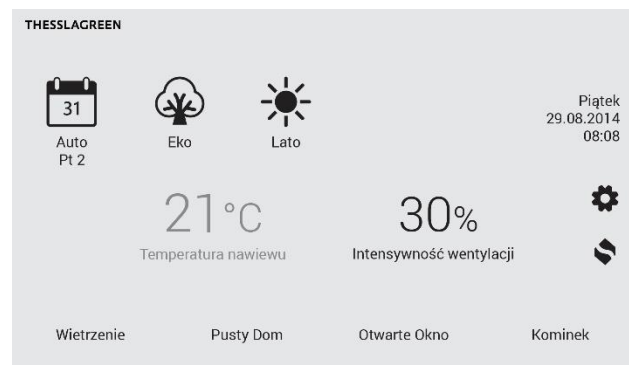 THESSLAGREEN
31
Auto
Pt 2
Eko
Lato
Piątek
29.08.2014
08:08
21°C
Temperatura nawiewu
30%
Intensywność wentylacji
Wietrzenie
Pusty Dom
Otwarte Okno
Kominek